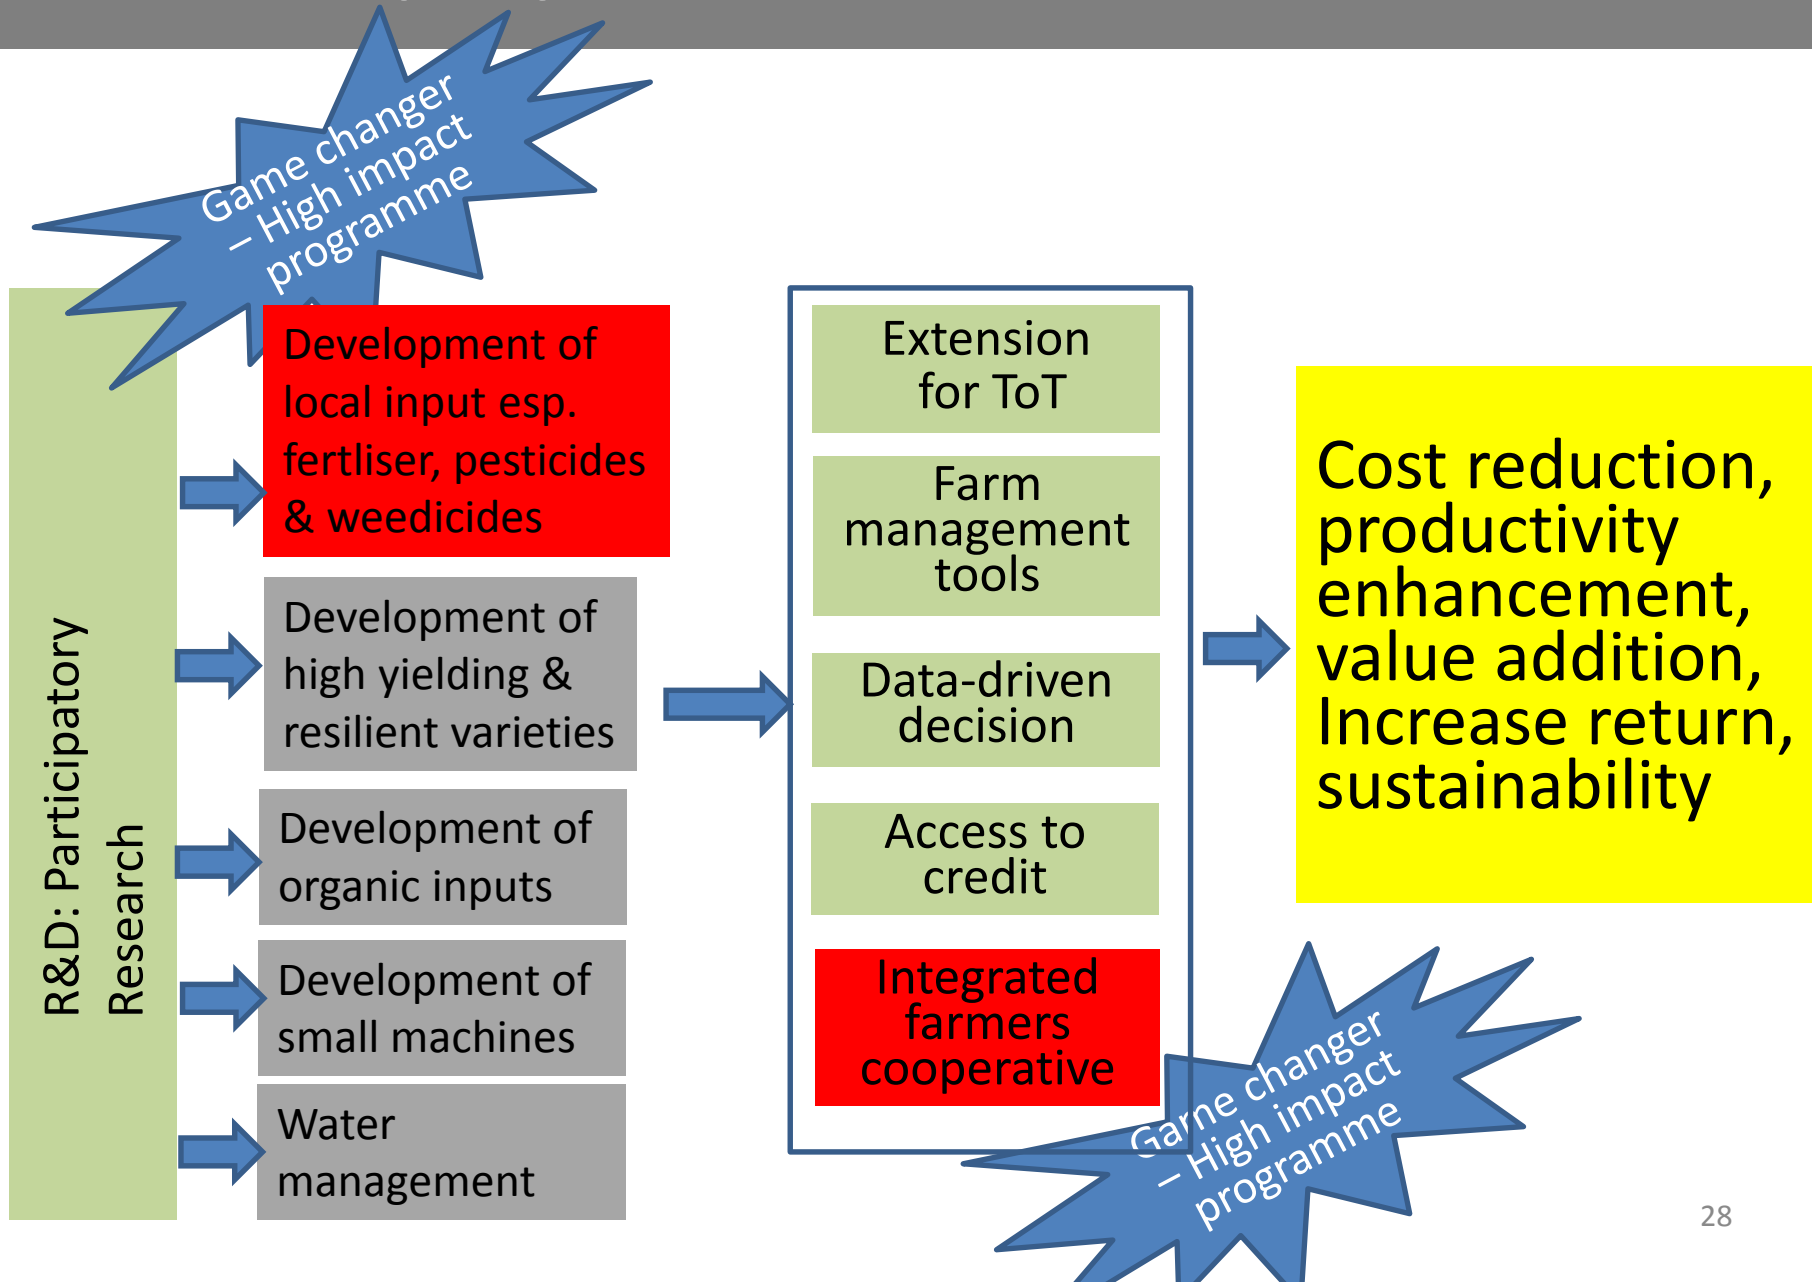 Game changer
– High impact
programme
R&D: Participatory
Research
Development of
local input esp.
fertliser, pesticides
& weedicides
Development of
high yielding &
resilient varieties
Development of
organic inputs
Development of
small machines
Water
management
Extension
for ToT
Farm
management
tools
Data-driven
decision
Access to
credit
Integrated
farmers
cooperative
Cost reduction,
productivity
enhancement,
value addition,
Increase return,
sustainability
Game changer
– High impact
programme
28